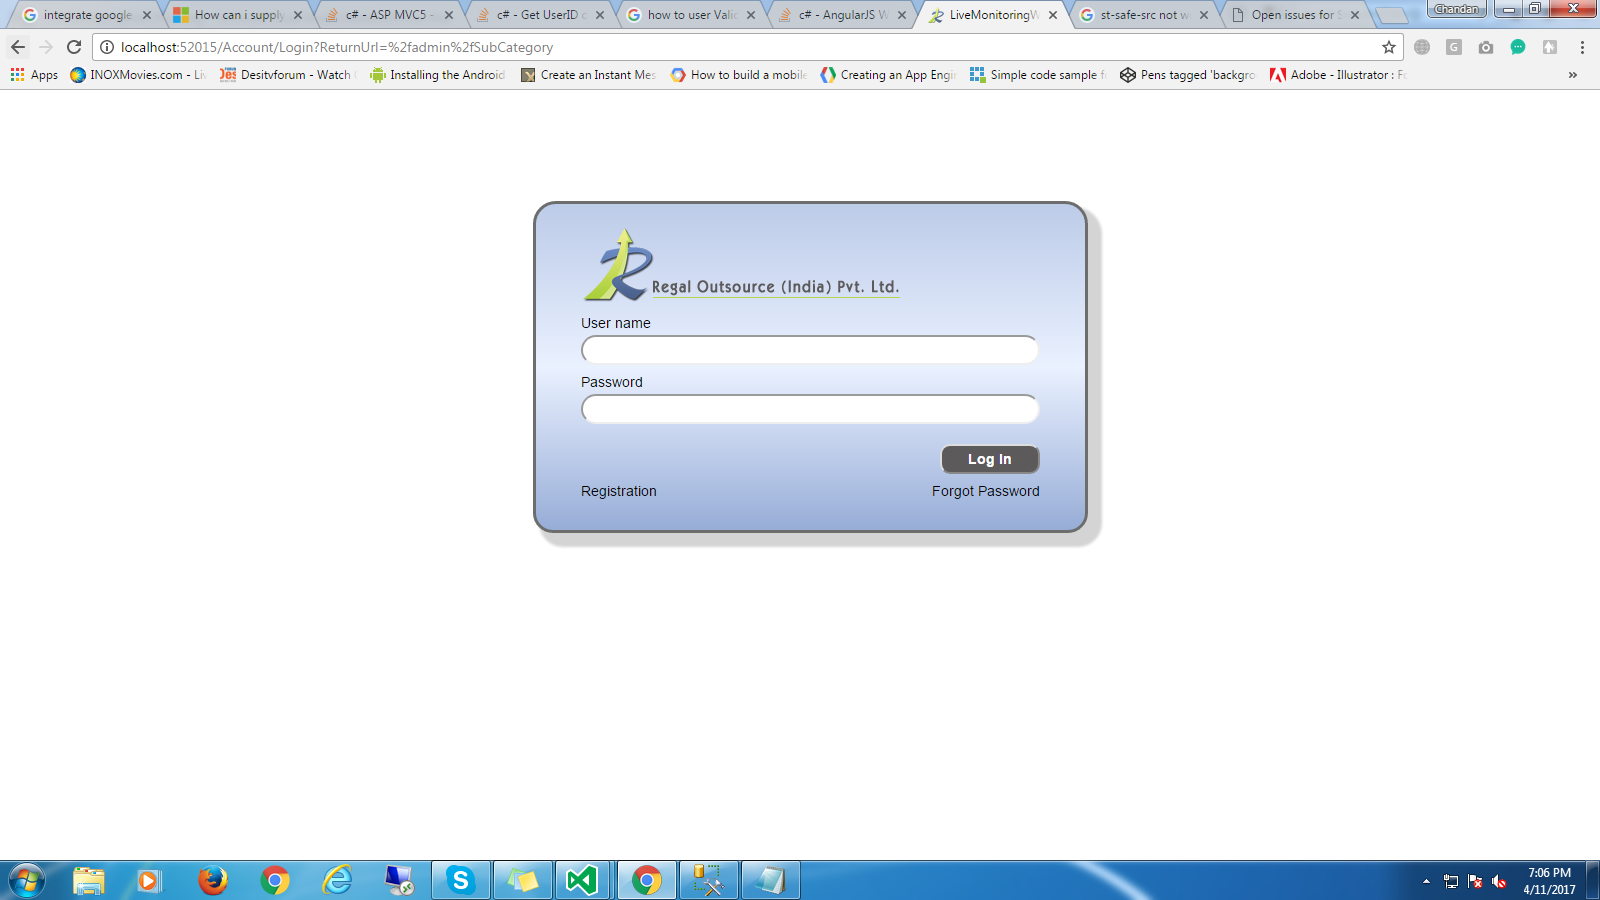 integrate google
How can i supply
c# - ASP MVC5 -
c# - Get UserID
how to user Vali
c# - AngularJS W
LiveMonitoringW
st-safe-src not w
Open issues for
Chandan
localhost:52015/Account/Login?ReturnUrl=%2fadmin%2fSubCategory
Apps
INOXMovies.com - Li
Desitvforum - Watch
Installing the Android
Create an Instant Mes
How to build a mobile
Creating an App Engi
Simple code sample f
Pens tagged 'backgro
Adobe - Illustrator : Fo
»
Regal Outsource (India) Pvt. Ltd.
User name
Password
Log In
Registration
Forgot Password
7:06 PM
4/11/2017